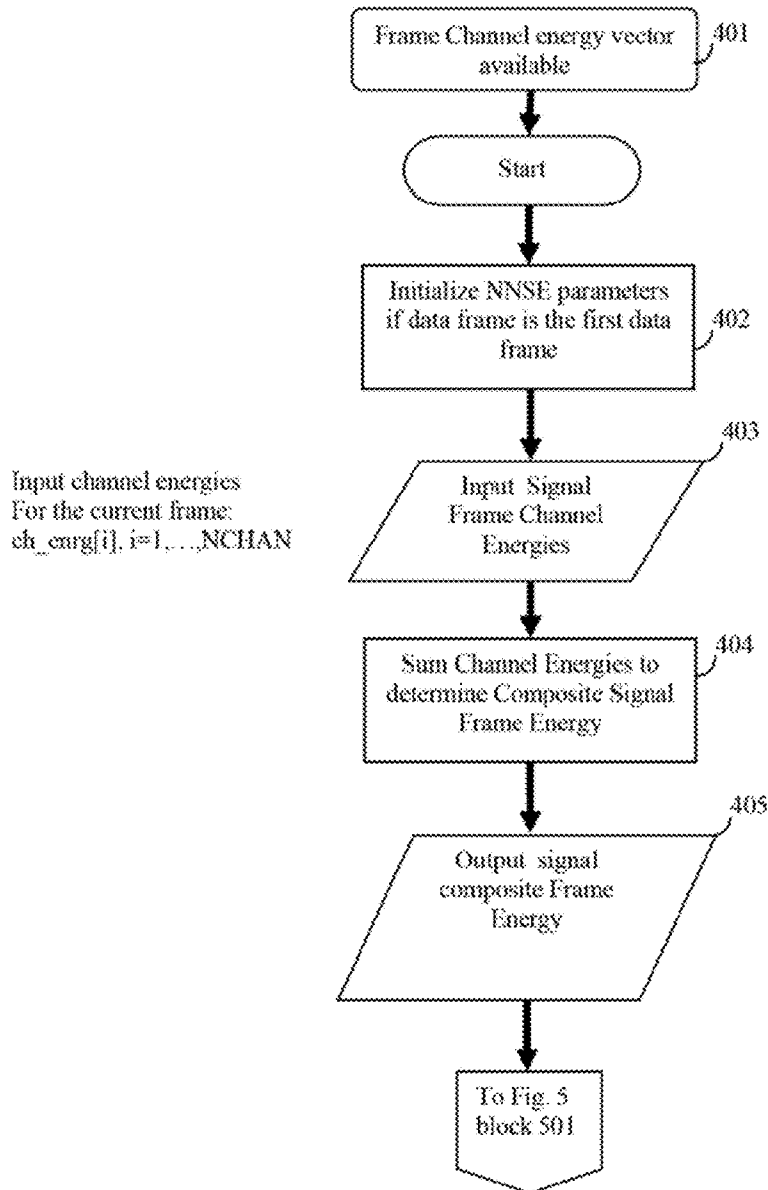 Frame Channel energy vector
available
401
Start
Initialize NNSE parameters
if data frame is the first data
frame
402
403
Input channel energies
For the current frame:
ch_enrg[i], i=1,…,NCHAN
Input Signal
Frame Channel
Energies
404
Sum Channel Energies to
determine Composite Signal
Frame Energy
405
Output signal
composite Frame
Energy
To Fig. 5
block 501